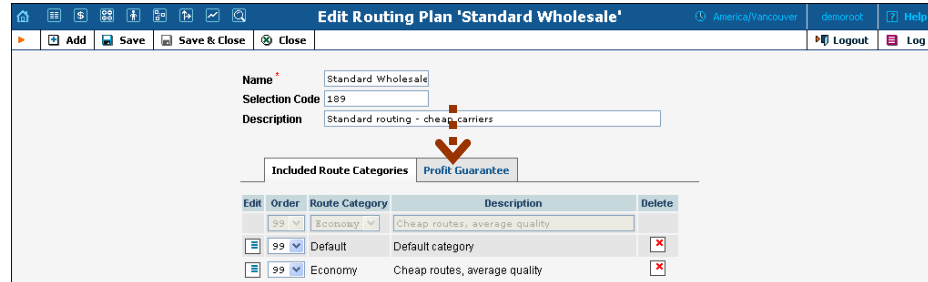 Edit Routing Plan 'Standard Wholesale' America/Vancouver demoroot ? Help
Add Save Save & Close Close Logout Log
Name * Standard Wholesale
Selection Code 189
Description Standard routing - cheap carriers
Included Route Categories Profit Guarantee
Edit Order Route Category Description Delete
99 Economy Cheap routes, average quality
99 Default Default category
99 Economy Cheap routes, average quality